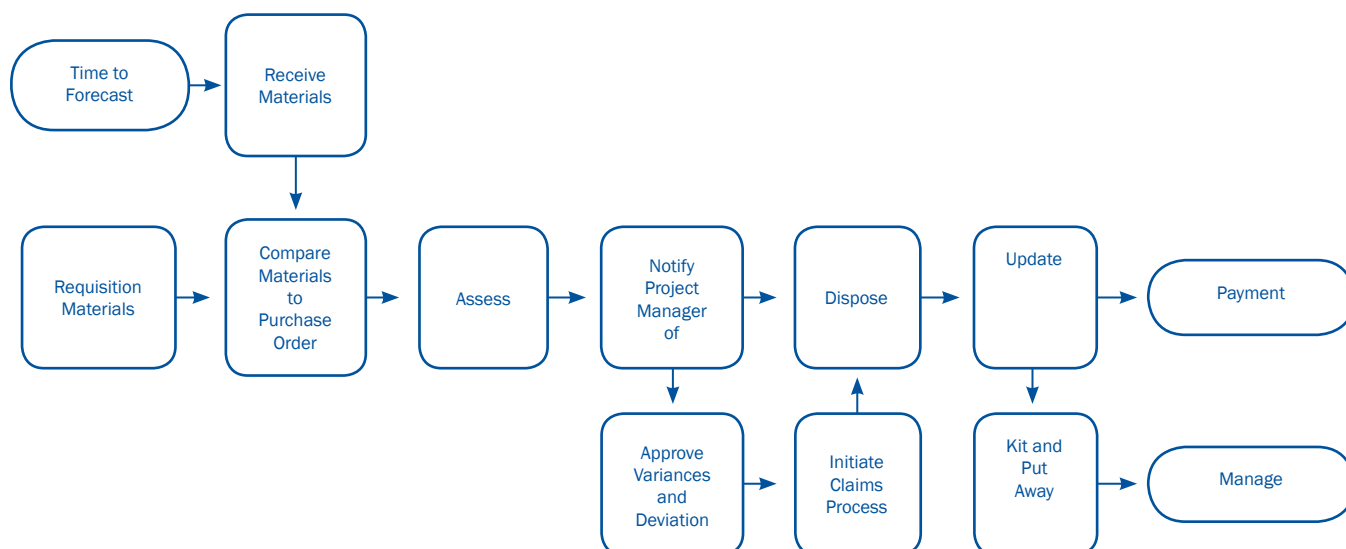 Time to
Forecast
Receive
Materials
Requisition
Materials
Compare
Materials
to
Purchase
Order
Assess
Notify
Project
Manager
of
Dispose
Update
Payment
Approve
Variances
and
Deviation
Initiate
Claims
Process
Kit and
Put
Away
Manage